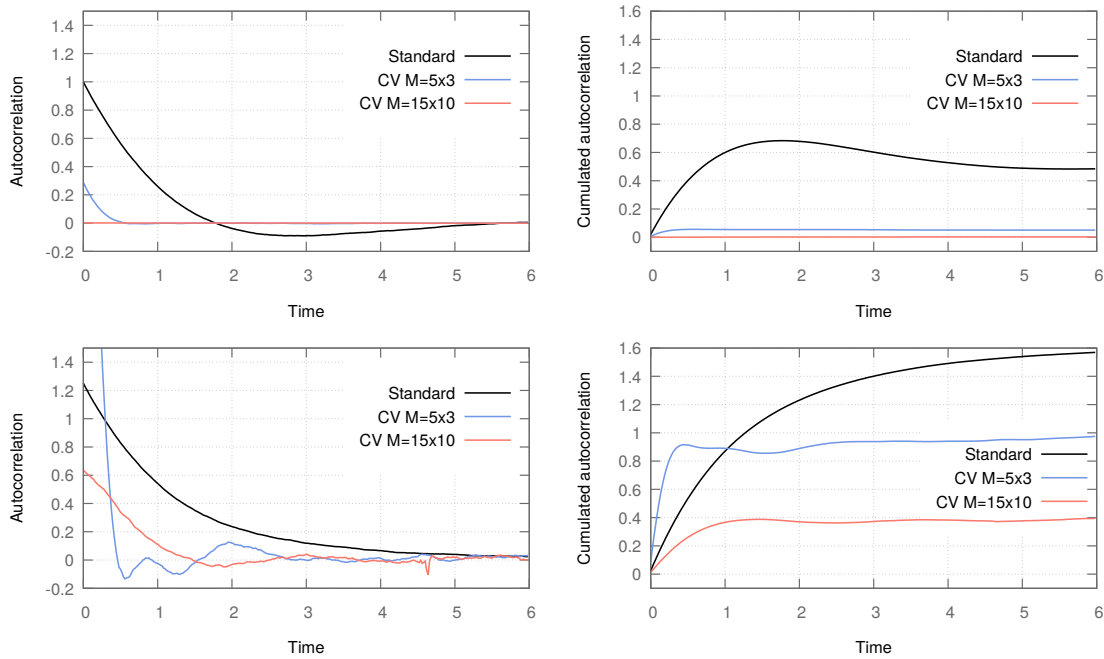 Autocorrelation
1.4
1.2
1
0.8
0.6
0.4
0.2
0
-0.2
Standard
CV M=5x3
CV M=15x10
0 1 2 3 4 5 6
Time
Cumulated autocorrelation
1.6
1.4
1.2
1
0.8
0.6
0.4
0.2
0
Standard
CV M=5x3
CV M=15x10
0 1 2 3 4 5 6
Time
Autocorrelation
1.4
1.2
1
0.8
0.6
0.4
0.2
0
-0.2
Standard
CV M=5x3
CV M=15x10
0 1 2 3 4 5 6
Time
Cumulated autocorrelation
1.6
1.4
1.2
1
0.8
0.6
0.4
0.2
0
Standard
CV M=5x3
CV M=15x10
0 1 2 3 4 5 6
Time